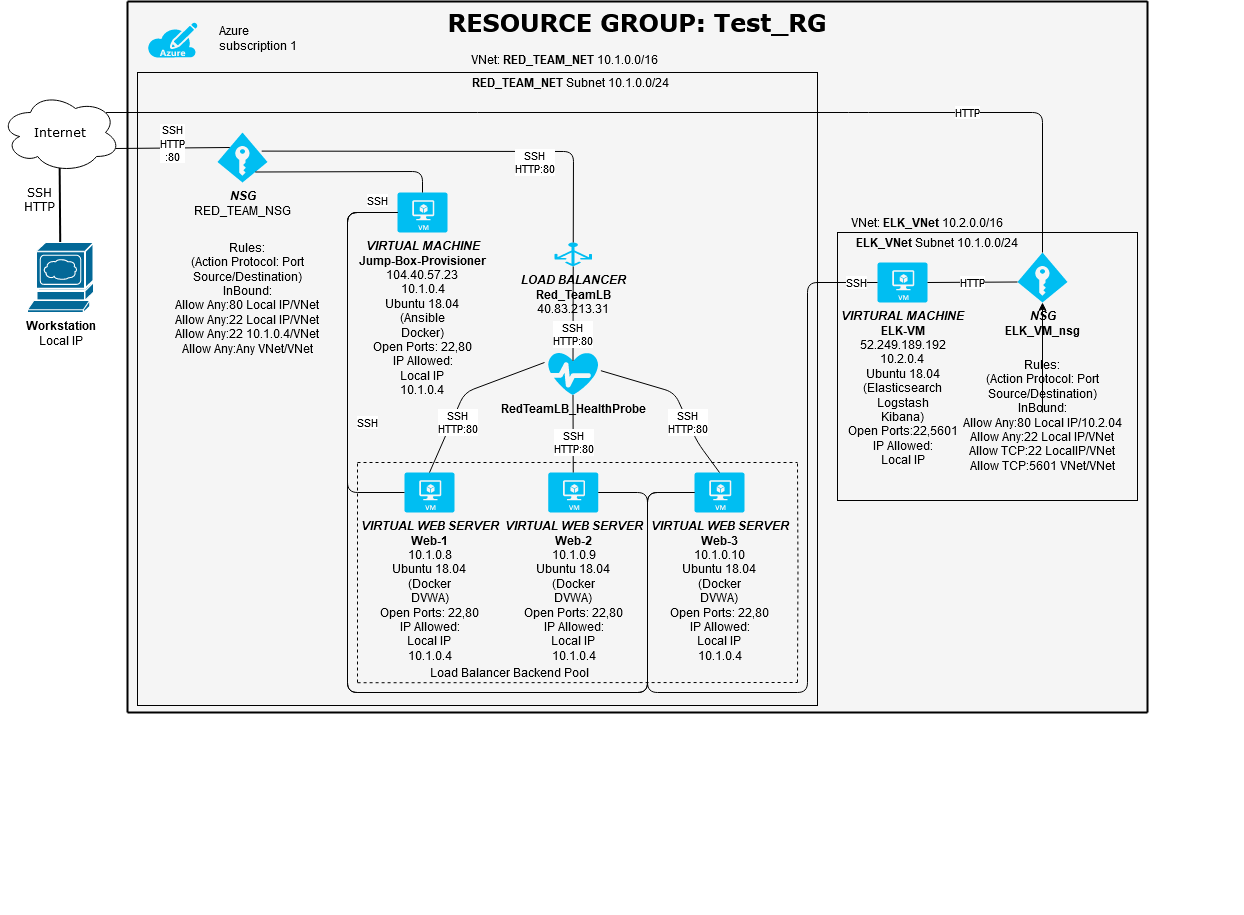 RESOURCE GROUP: Test_RG
Azure
Azure
subscription 1
VNet: RED_TEAM_NET 10.1.0.0/16
RED_TEAM_NET Subnet 10.1.0.0/24
Internet
SSH
HTTP
Workstation
Local IP
SSH
HTTP
:80
NSG
RED_TEAM_NSG
Rules:
(Action Protocol: Port
Source/Destination)
InBound:
Allow Any:80 Local IP/VNet
Allow Any:22 Local IP/VNet
Allow Any:22 10.1.0.4/VNet
Allow Any:Any VNet/VNet
SSH
VM
VIRTUAL MACHINE
Jump-Box-Provisioner
104.40.57.23
10.1.0.4
Ubuntu 18.04
(Ansible
Docker)
Open Ports: 22,80
IP Allowed:
Local IP
10.1.0.4
SSH
SSH
HTTP:80
LOAD BALANCER
Red_TeamLB
40.83.213.31
SSH
HTTP:80
RedTeamLB_HealthProbe
SSH
HTTP:80
SSH
HTTP:80
SSH
HTTP:80
VM
VIRTUAL WEB SERVER
Web-1
10.1.0.8
Ubuntu 18.04
(Docker
DVWA)
Open Ports: 22,80
IP Allowed:
Local IP
10.1.0.4
VM
VIRTUAL WEB SERVER
Web-2
10.1.0.9
Ubuntu 18.04
(Docker
DVWA)
Open Ports: 22,80
IP Allowed:
Local IP
10.1.0.4
VM
VIRTUAL WEB SERVER
Web-3
10.1.0.10
Ubuntu 18.04
(Docker
DVWA)
Open Ports: 22,80
IP Allowed:
Local IP
10.1.0.4
Load Balancer Backend Pool
HTTP
VNet: ELK_VNet 10.2.0.0/16
ELK_VNet Subnet 10.1.0.0/24
SSH
VM
HTTP
VIRTURAL MACHINE
ELK-VM
52.249.189.192
10.2.0.4
Ubuntu 18.04
(Elasticsearch
Logstash
Kibana)
Open Ports:22,5601
IP Allowed:
Local IP
NSG
ELK_VM_nsg
Rules:
(Action Protocol: Port
Source/Destination)
InBound:
Allow Any:80 Local IP/10.2.04
Allow Any:22 Local IP/VNet
Allow TCP:22 LocalIP/VNet
Allow TCP:5601 VNet/VNet